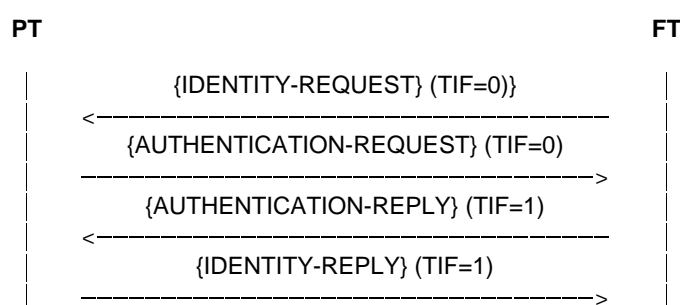 PT FT
{IDENTITY-REQUEST} (TIF=0)}
{AUTHENTICATION-REQUEST} (TIF=0)
{AUTHENTICATION-REPLY} (TIF=1)
{IDENTITY-REPLY} (TIF=1)